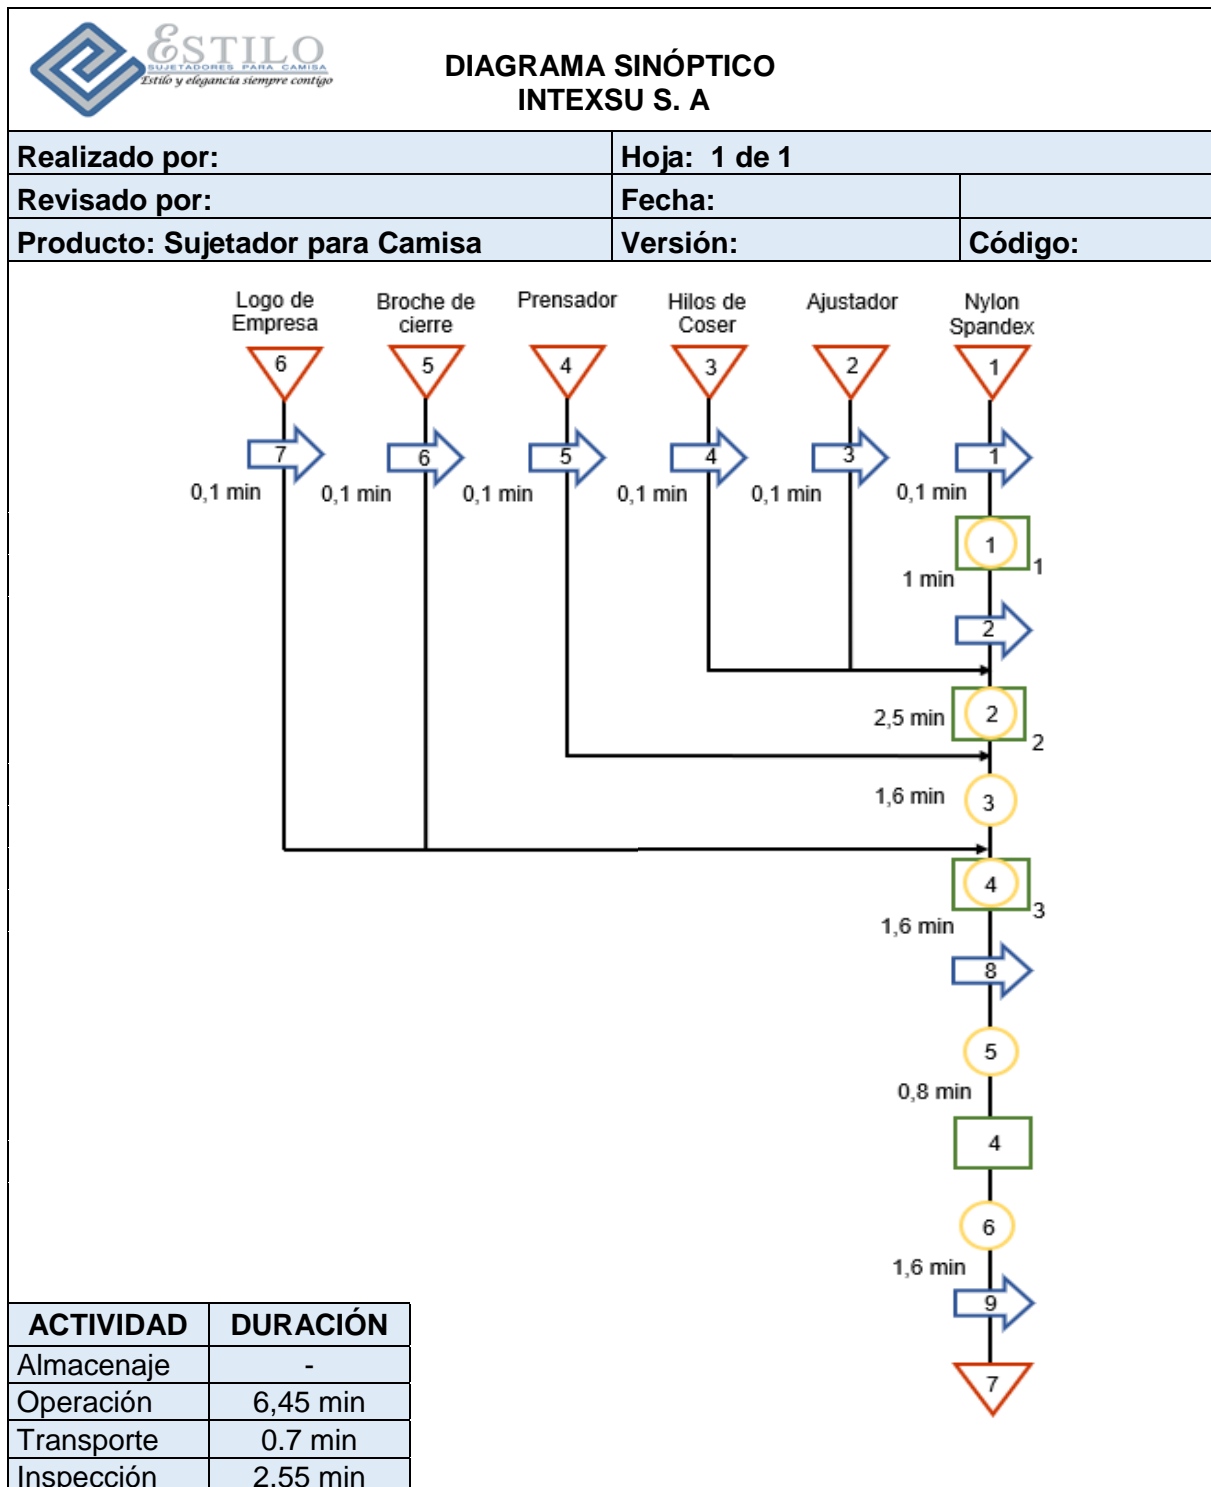 ESTILO
SUJETADORES PARA CAMISA
Estilo y elegancia siempre contigo
DIAGRAMA SINÓPTICO
INTEXSU S. A
Realizado por:
Hoja: 1 de 1
Revisado por:
Fecha:
Producto: Sujetador para Camisa
Versión:
Código:
Logo de
Empresa
Broche de
cierre
Prensador
Hilos de
Coser
Ajustador
Nylon
Spandex
6
5
4
3
2
1
7
6
5
4
3
1
0,1 min
0,1 min
0,1 min
0,1 min
0,1 min
0,1 min
1
1
1 min
2
2,5 min
2
2
1,6 min
3
4
3
1,6 min
8
5
0,8 min
4
6
1,6 min
9
7
ACTIVIDAD
DURACIÓN
Almacenaje
-
Operación
6,45 min
Transporte
0.7 min
Inspección
2.55 min